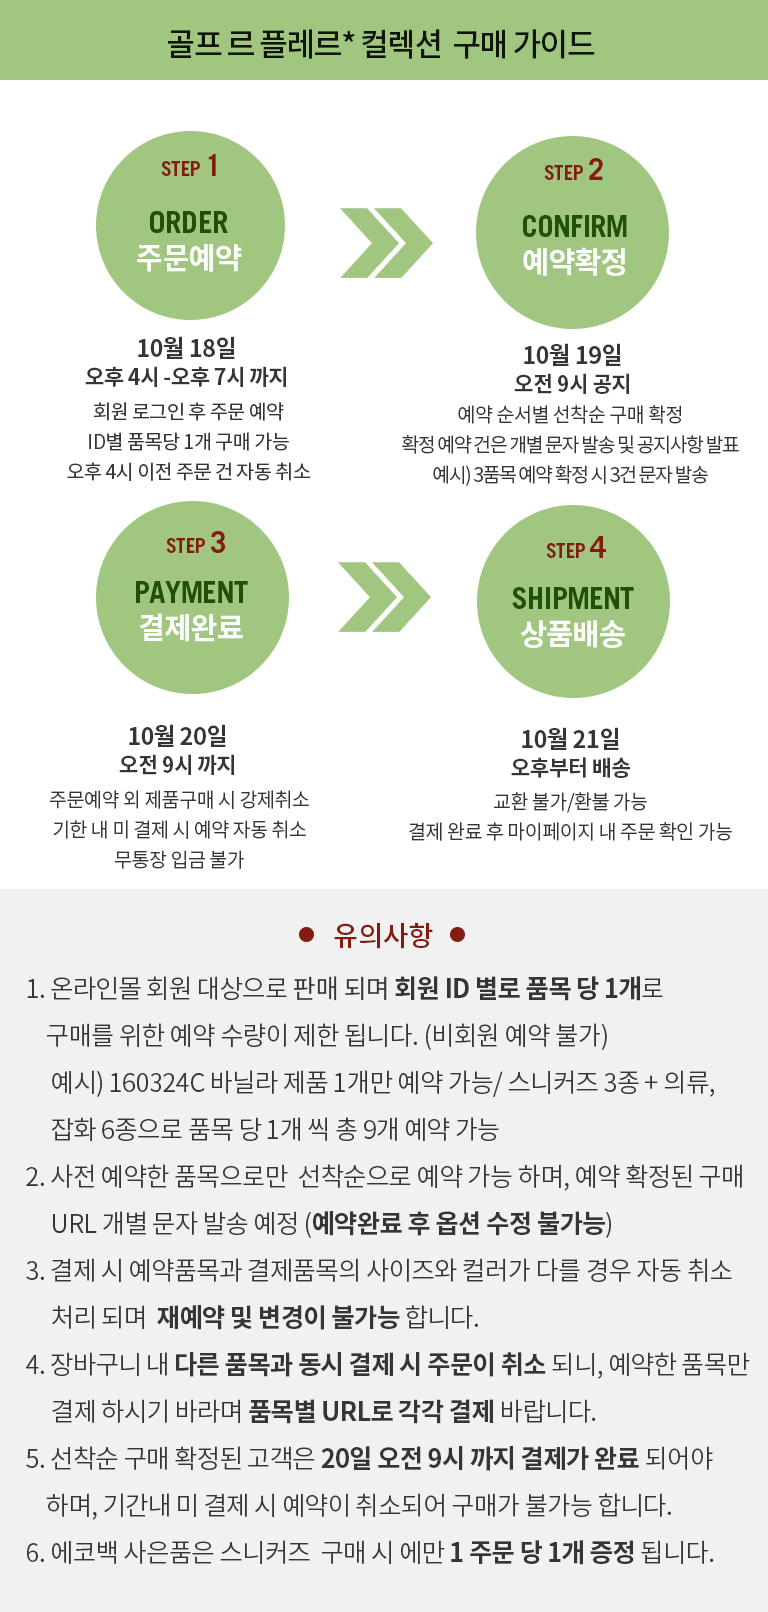 골프 르 플레르* 컬렉션 구매 가이드
STEP 1
ORDER
주문예약
10월 18일
오후 4시 -오후 7시 까지
회원 로그인 후 주문 예약
ID별 품목당 1개 구매 가능
오후 4시 이전 주문 건 자동 취소
STEP 2
CONFIRM
예약확정
10월 19일
오전 9시 공지
예약 순서별 선착순 구매 확정
확정 예약 건은 개별 문자 발송 및 공지사항 발표
예시) 3품목 예약 확정 시 3건 문자 발송
STEP 3
PAYMENT
결제완료
10월 20일
오전 9시 까지
주문예약 외 제품구매 시 강제취소
기한 내 미 결제 시 예약 자동 취소
무통장 입금 불가
STEP 4
SHIPMENT
상품배송
10월 21일
오후부터 배송
교환 불가/환불 가능
결제 완료 후 마이페이지 내 주문 확인 가능
● 유의사항 ●
1. 온라인몰 회원 대상으로 판매 되며 회원 ID 별로 품목 당 1개로
구매를 위한 예약 수량이 제한 됩니다. (비회원 예약 불가)
예시) 160324C 바닐라 제품 1개만 예약 가능/ 스니커즈 3종 + 의류,
잡화 6종으로 품목 당 1개 씩 총 9개 예약 가능
2. 사전 예약한 품목으로만 선착순으로 예약 가능 하며, 예약 확정된 구매
URL 개별 문자 발송 예정 (예약완료 후 옵션 수정 불가능)
3. 결제 시 예약품목과 결제품목의 사이즈와 컬러가 다를 경우 자동 취소
처리 되며 재예약 및 변경이 불가능 합니다.
4. 장바구니 내 다른 품목과 동시 결제 시 주문이 취소 되니, 예약한 품목만
결제 하시기 바라며 품목별 URL로 각각 결제 바랍니다.
5. 선착순 구매 확정된 고객은 20일 오전 9시 까지 결제가 완료 되어야
하며, 기간내 미 결제 시 예약이 취소되어 구매가 불가능 합니다.
6. 에코백 사은품은 스니커즈 구매 시 에만 1 주문 당 1개 증정 됩니다.